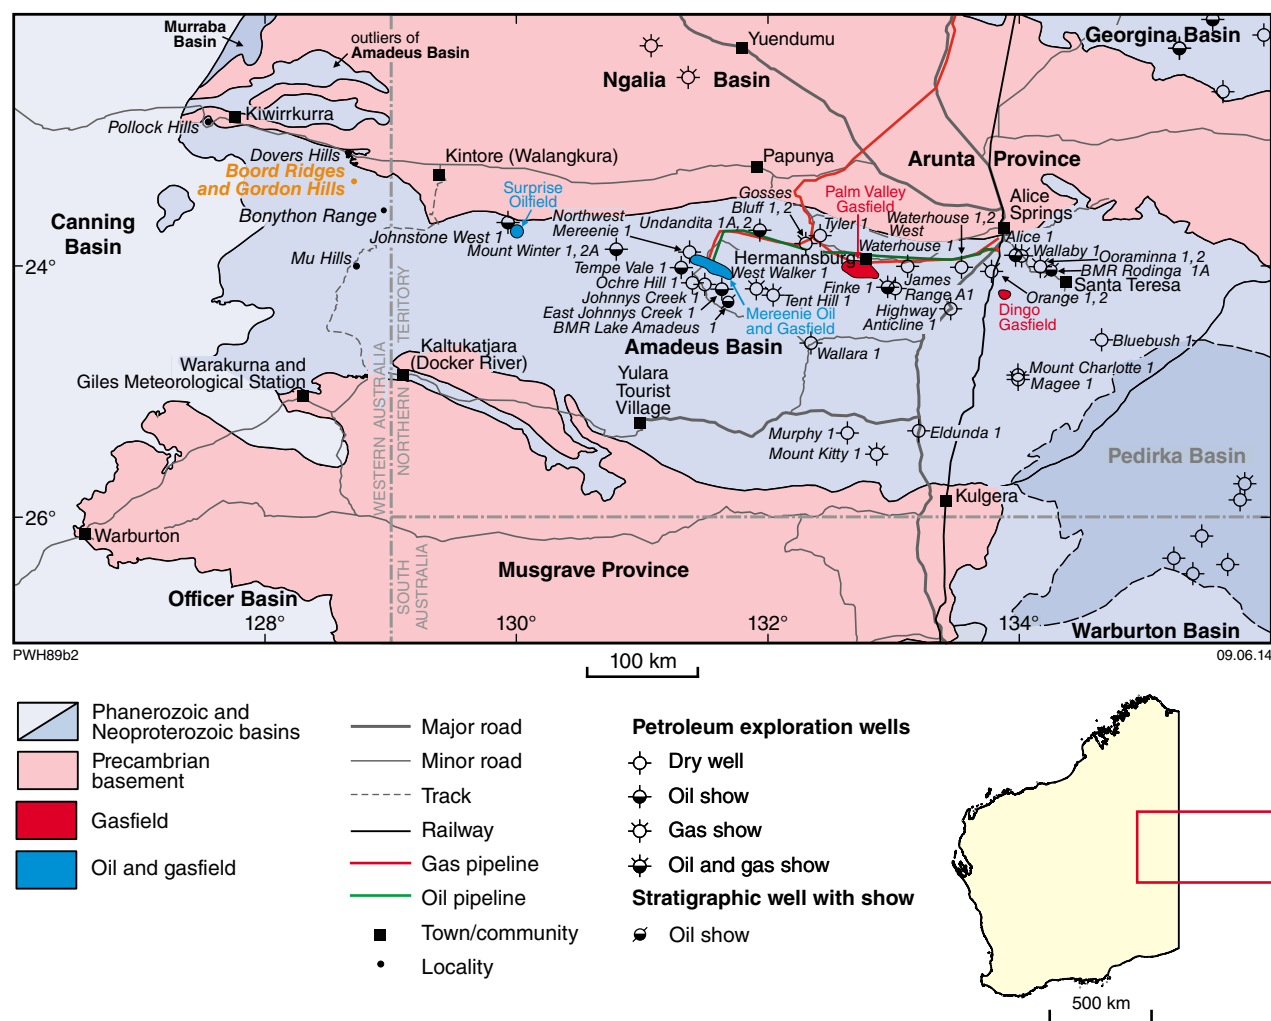 Murraba
Basin
outliers of
Amadeus Basin
Yuendumu
Georgina Basin
Ngalia Basin
Kiwirrkurra
Pollock Hills
Dovers Hills
Boord Ridges
and Gordon Hills
Kintore (Walangkura)
Papunya
Arunta Province
Canning
Basin
Bonython Range
Surprise
Oilfield
Northwest
Mereenie 1
Undandita 1A, 2
Gosses
Bluff 1, 2
Palm Valley
Gasfield
Tyler 1
Waterhouse 1,2
West
Waterhouse 1
Alice
Springs
Alice 1
Johnstone West 1
Mount Winter 1, 2A
Mu Hills
24°
Tempe Vale 1
Ochre Hill 1
Johnnys Creek 1
East Johnnys Creek 1
BMR Lake Amadeus 1
Hermannsburg
West Walker 1
Tent Hill 1
Mereenie Oil
and Gasfield
Finke 1
James
Range A1
Highway
Anticline 1
Wallaby 1
Ooraminna 1, 2
BMR Rodinga 1A
Santa Teresa
Orange 1, 2
Dingo
Gasfield
Amadeus Basin
Wallara 1
Bluebush 1
Mount Charlotte 1
Magee 1
Kaltukatjara
(Docker River)
Warakurna and
Giles Meteorological Station
Yulara
Tourist
Village
Murphy 1
Mount Kitty 1
Eldunda 1
Pedirka Basin
WESTERN AUSTRALIA
NORTHERN TERRITORY
26°
Kulgera
Warburton
Musgrave Province
SOUTH
AUSTRALIA
Officer Basin
128°
130°
132°
134°
Warburton Basin
PWH89b2
09.06.14
100 km
Phanerozoic and
Neoproterozoic basins
Precambrian
basement
Gasfield
Oil and gasfield
Major road
Minor road
Track
Railway
Gas pipeline
Oil pipeline
Town/community
Locality
Petroleum exploration wells
Dry well
Oil show
Gas show
Oil and gas show
Stratigraphic well with show
Oil show
500 km